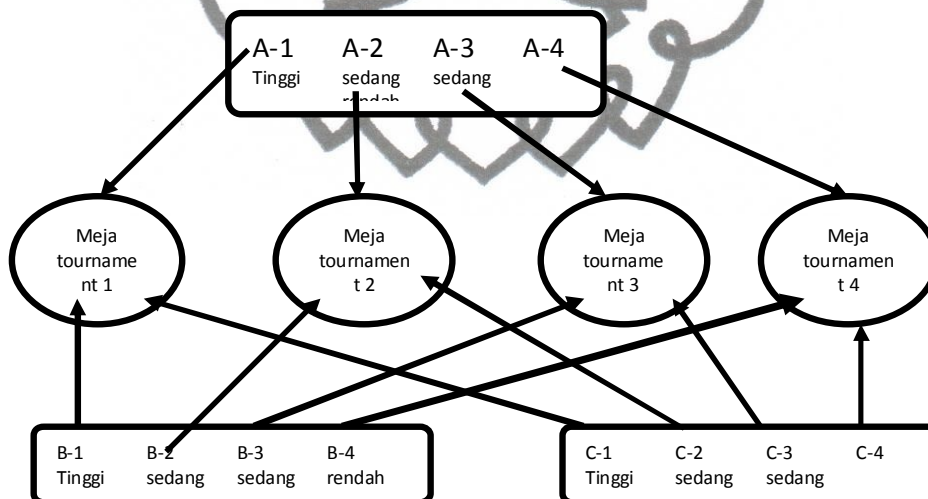 A-1 A-2 A-3 A-4
Tinggi sedang sedang
rendah
Meja
tourname
nt 1
Meja
tournamen
t 2
Meja
tourname
nt 3
Meja
tournamen
t 4
B-1 B-2 B-3 B-4
Tinggi sedang sedang rendah
C-1 C-2 C-3 C-4
Tinggi sedang sedang